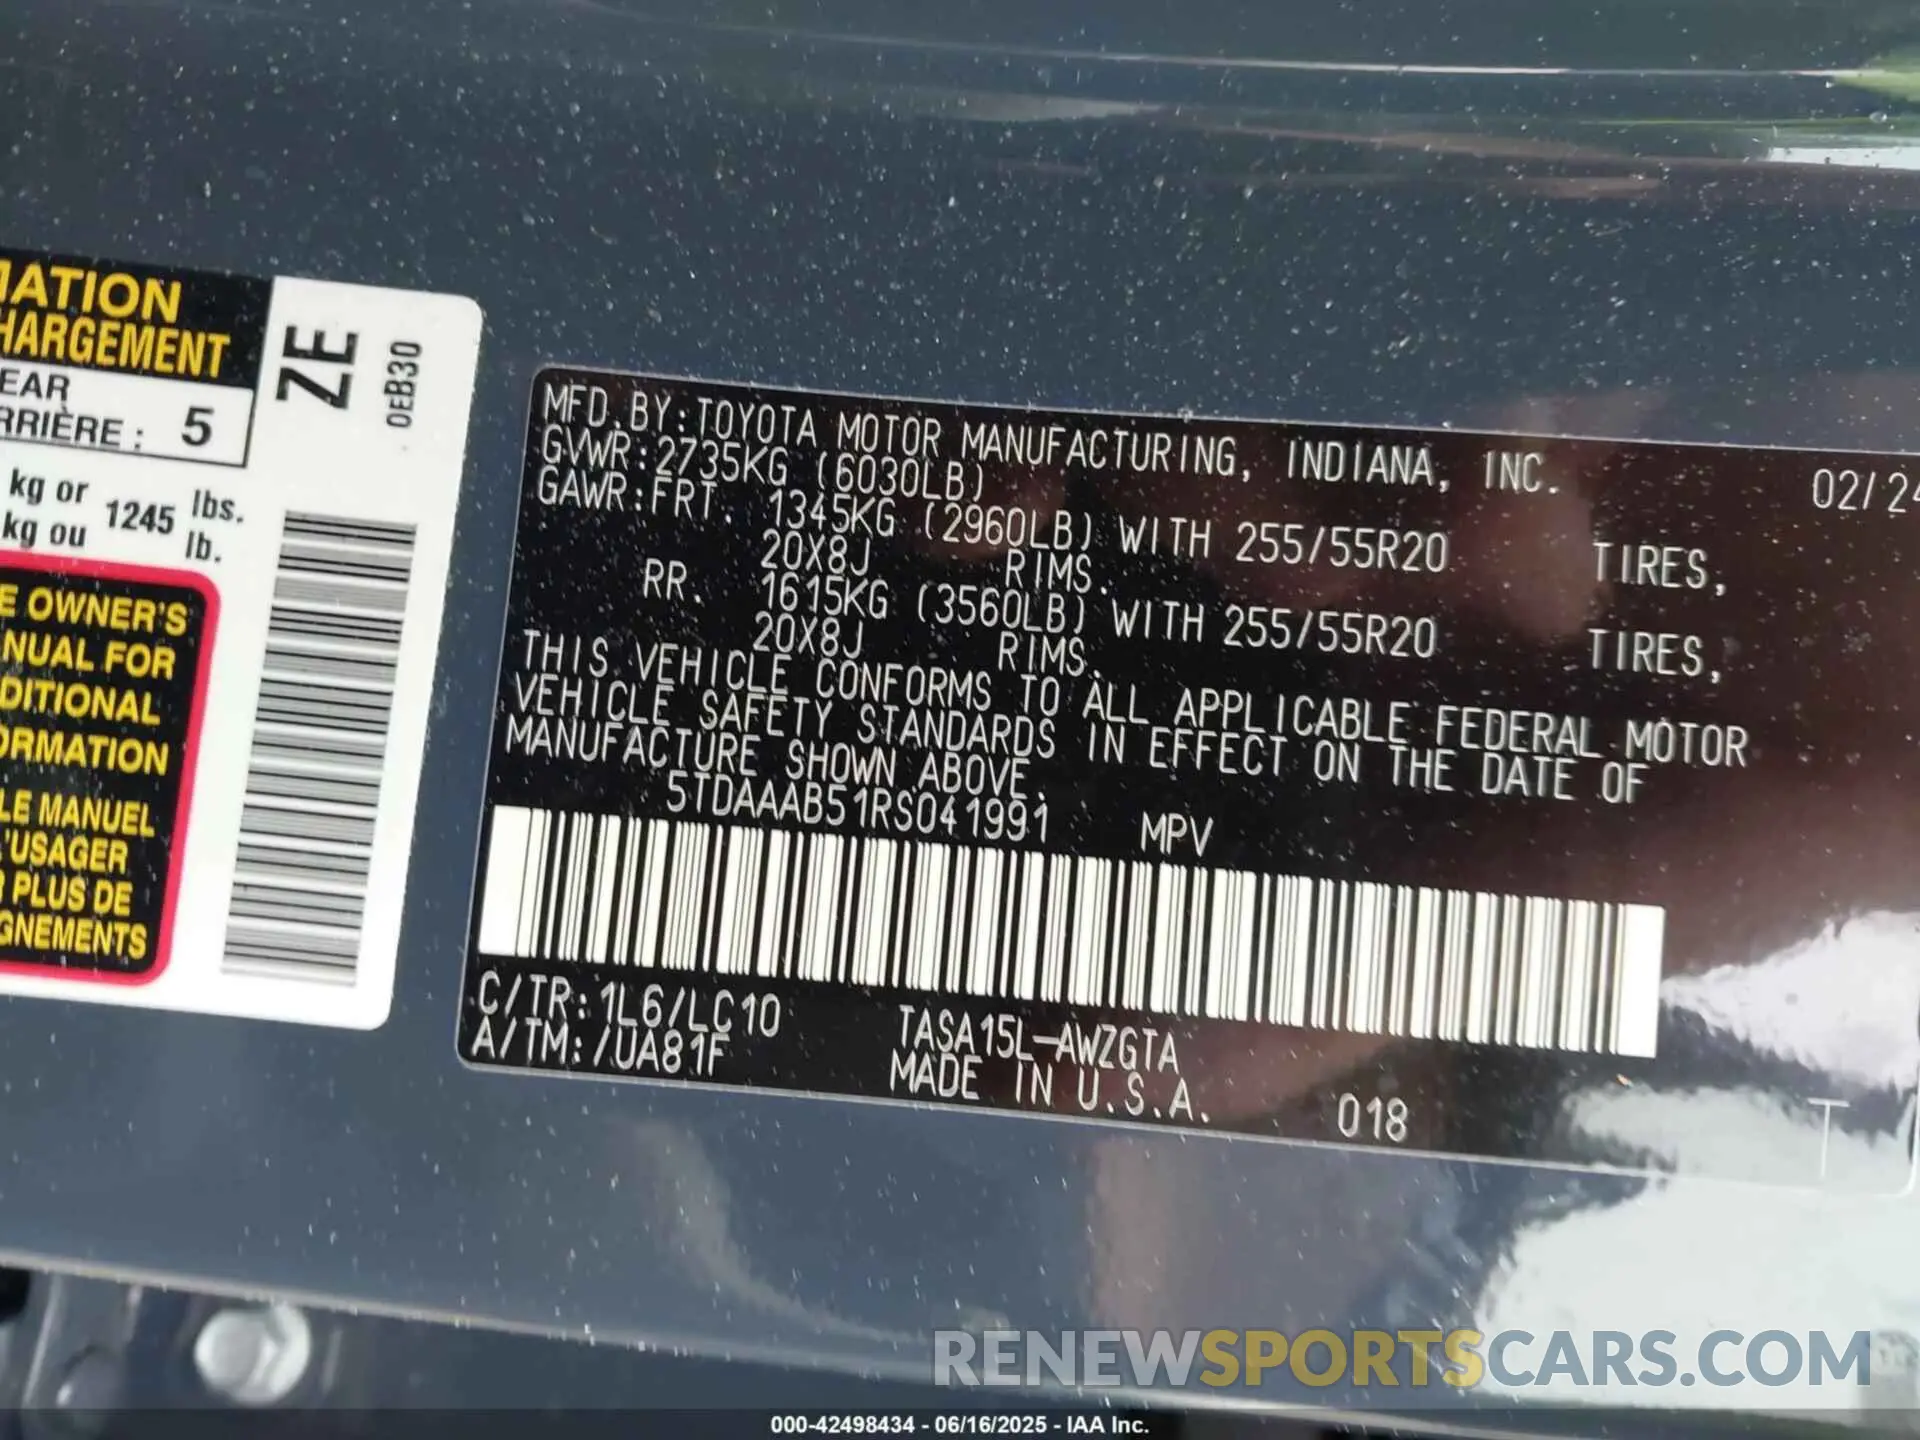 MATION
HARGEMENT
EAR
RRIÈRE : 5
kg or
kg ou 1245 lbs.
lb.
E OWNER'S
NUAL FOR
DITIONAL
ORMATION
LE MANUEL
'USAGER
PLUS DE
GNEMENTS
ZE
0EB30
MFD.BY:TOYOTA MOTOR MANUFACTURING, INDIANA, INC. 02/24
GVWR:2735KG (6030LB)
GAWR:FRT. 1345KG (2960LB) WITH 255/55R20 TIRES,
20X8J RIMS.
RR. 1615KG (3560LB) WITH 255/55R20 TIRES,
20X8J RIMS.
THIS VEHICLE CONFORMS TO ALL APPLICABLE FEDERAL MOTOR
VEHICLE SAFETY STANDARDS IN EFFECT ON THE DATE OF
MANUFACTURE SHOWN ABOVE.
5TDAAAB51RS041991 MPV
C/TR:1L6/LC10 TASA15L-AWZGTA
A/TM:/UA81F MADE IN U.S.A. 018
T
RENEWSPORTSCARS.COM
000-42498434 - 06/16/2025 - IAA Inc.